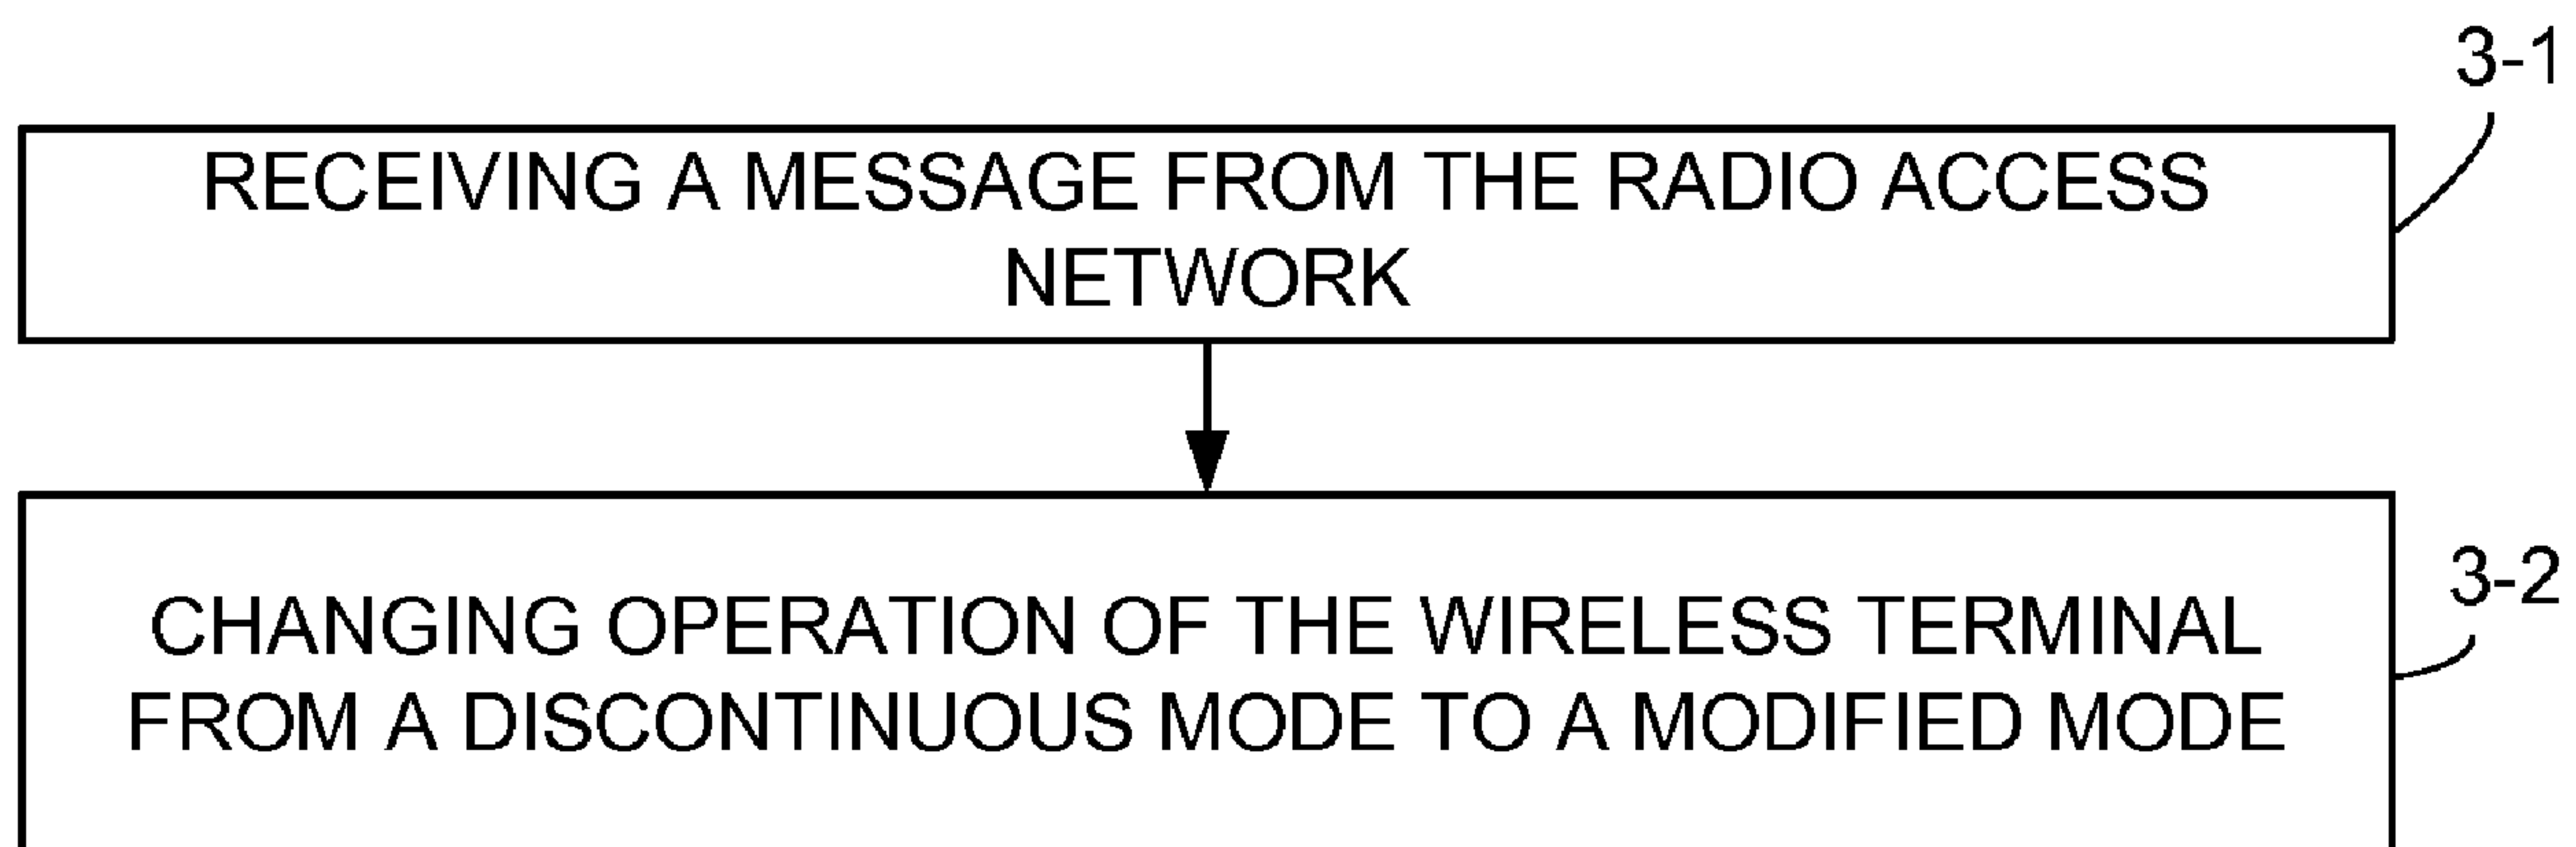 3-1
RECEIVING A MESSAGE FROM THE RADIO ACCESS
NETWORK
3-2
CHANGING OPERATION OF THE WIRELESS TERMINAL
FROM A DISCONTINUOUS MODE TO A MODIFIED MODE